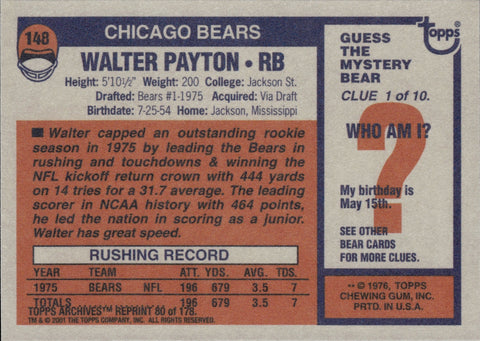 148
CHICAGO BEARS
WALTER PAYTON • RB
Height: 5'10½" Weight: 200 College: Jackson St.
Drafted: Bears #1-1975 Acquired: Via Draft
Birthdate: 7-25-54 Home: Jackson, Mississippi
■ Walter capped an outstanding rookie
season in 1975 by leading the Bears in
rushing and touchdowns & winning the
NFL kickoff return crown with 444 yards
on 14 tries for a 31.7 average. The leading
scorer in NCAA history with 464 points,
he led the nation in scoring as a junior.
Walter has great speed.
RUSHING RECORD
YEAR TEAM ATT. YDS. AVG. TDS.
1975 BEARS NFL 196 679 3.5 7
TOTALS 196 679 3.5 7
TOPPS ARCHIVES™ REPRINT 80 of 178.
TM & © 2001 THE TOPPS COMPANY, INC. ALL RIGHTS RESERVED.
topps
GUESS
THE
MYSTERY
BEAR
CLUE 1 of 10.
WHO AM I?
?
My birthday is
May 15th.
SEE OTHER
BEAR CARDS
FOR MORE CLUES.
** © 1976, TOPPS
CHEWING GUM, INC.
PRTD. IN U.S.A.